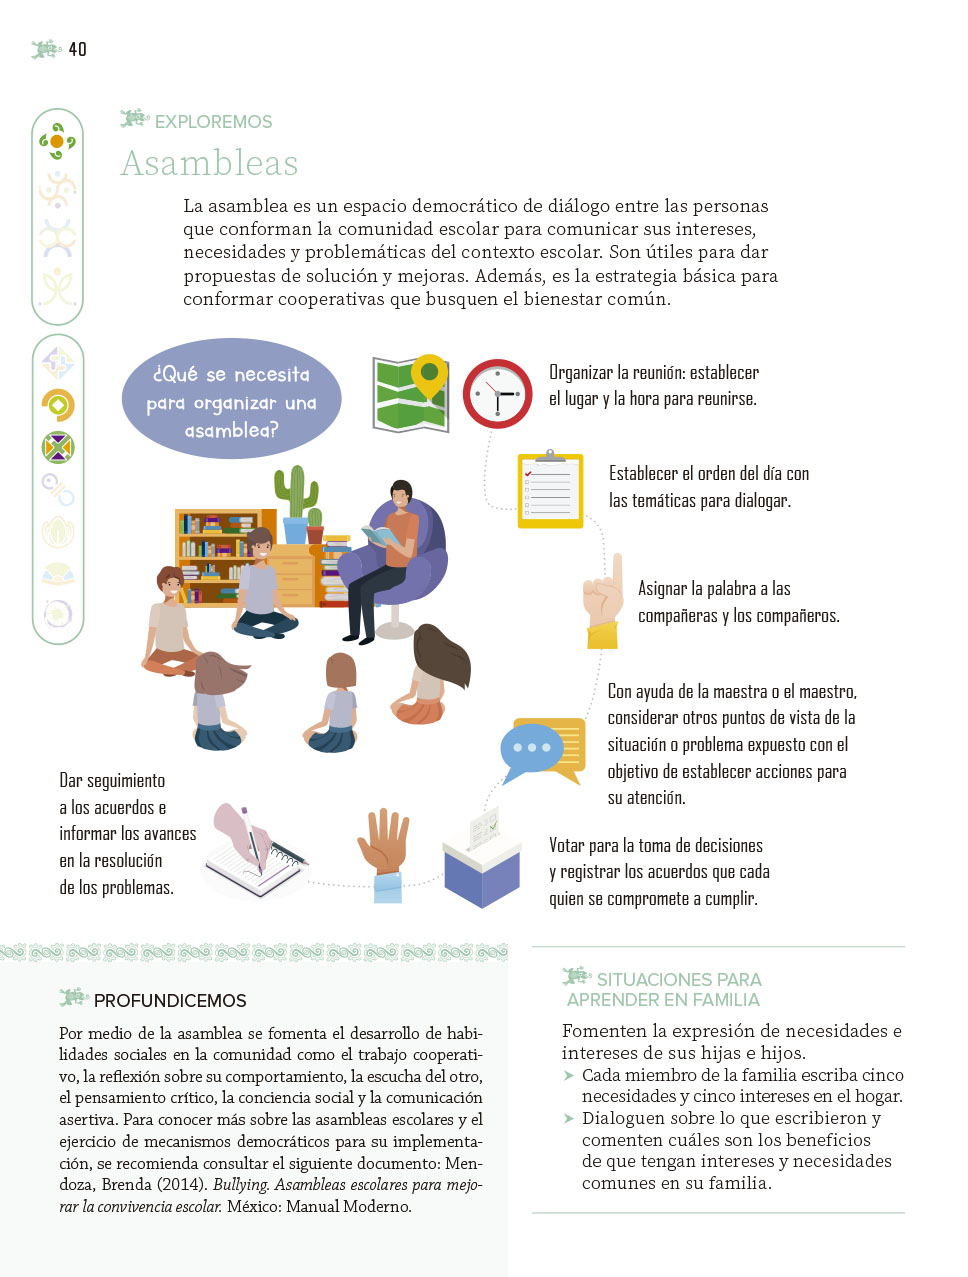 40
EXPLOREMOS
Asambleas
La asamblea es un espacio democrático de diálogo entre las personas
que conforman la comunidad escolar para comunicar sus intereses,
necesidades y problemáticas del contexto escolar. Son útiles para dar
propuestas de solución y mejoras. Además, es la estrategia básica para
conformar cooperativas que busquen el bienestar común.
¿Qué se necesita
para organizar una
asamblea?
Organizar la reunión: establecer
el lugar y la hora para reunirse.
Establecer el orden del día con
las temáticas para dialogar.
Asignar la palabra a las
compañeras y los compañeros.
Con ayuda de la maestra o el maestro,
considerar otros puntos de vista de la
situación o problema expuesto con el
objetivo de establecer acciones para
su atención.
Votar para la toma de decisiones
y registrar los acuerdos que cada
quien se compromete a cumplir.
Dar seguimiento
a los acuerdos e
informar los avances
en la resolución
de los problemas.
PROFUNDICEMOS
Por medio de la asamblea se fomenta el desarrollo de habi-
lidades sociales en la comunidad como el trabajo cooperati-
vo, la reflexión sobre su comportamiento, la escucha del otro,
el pensamiento crítico, la conciencia social y la comunicación
asertiva. Para conocer más sobre las asambleas escolares y el
ejercicio de mecanismos democráticos para su implementa-
ción, se recomienda consultar el siguiente documento: Men-
doza, Brenda (2014). Bullying. Asambleas escolares para mejo-
rar la convivencia escolar. México: Manual Moderno.
SITUACIONES PARA
APRENDER EN FAMILIA
Fomenten la expresión de necesidades e
intereses de sus hijas e hijos.
➤ Cada miembro de la familia escriba cinco
necesidades y cinco intereses en el hogar.
➤ Dialoguen sobre lo que escribieron y
comenten cuáles son los beneficios
de que tengan intereses y necesidades
comunes en su familia.